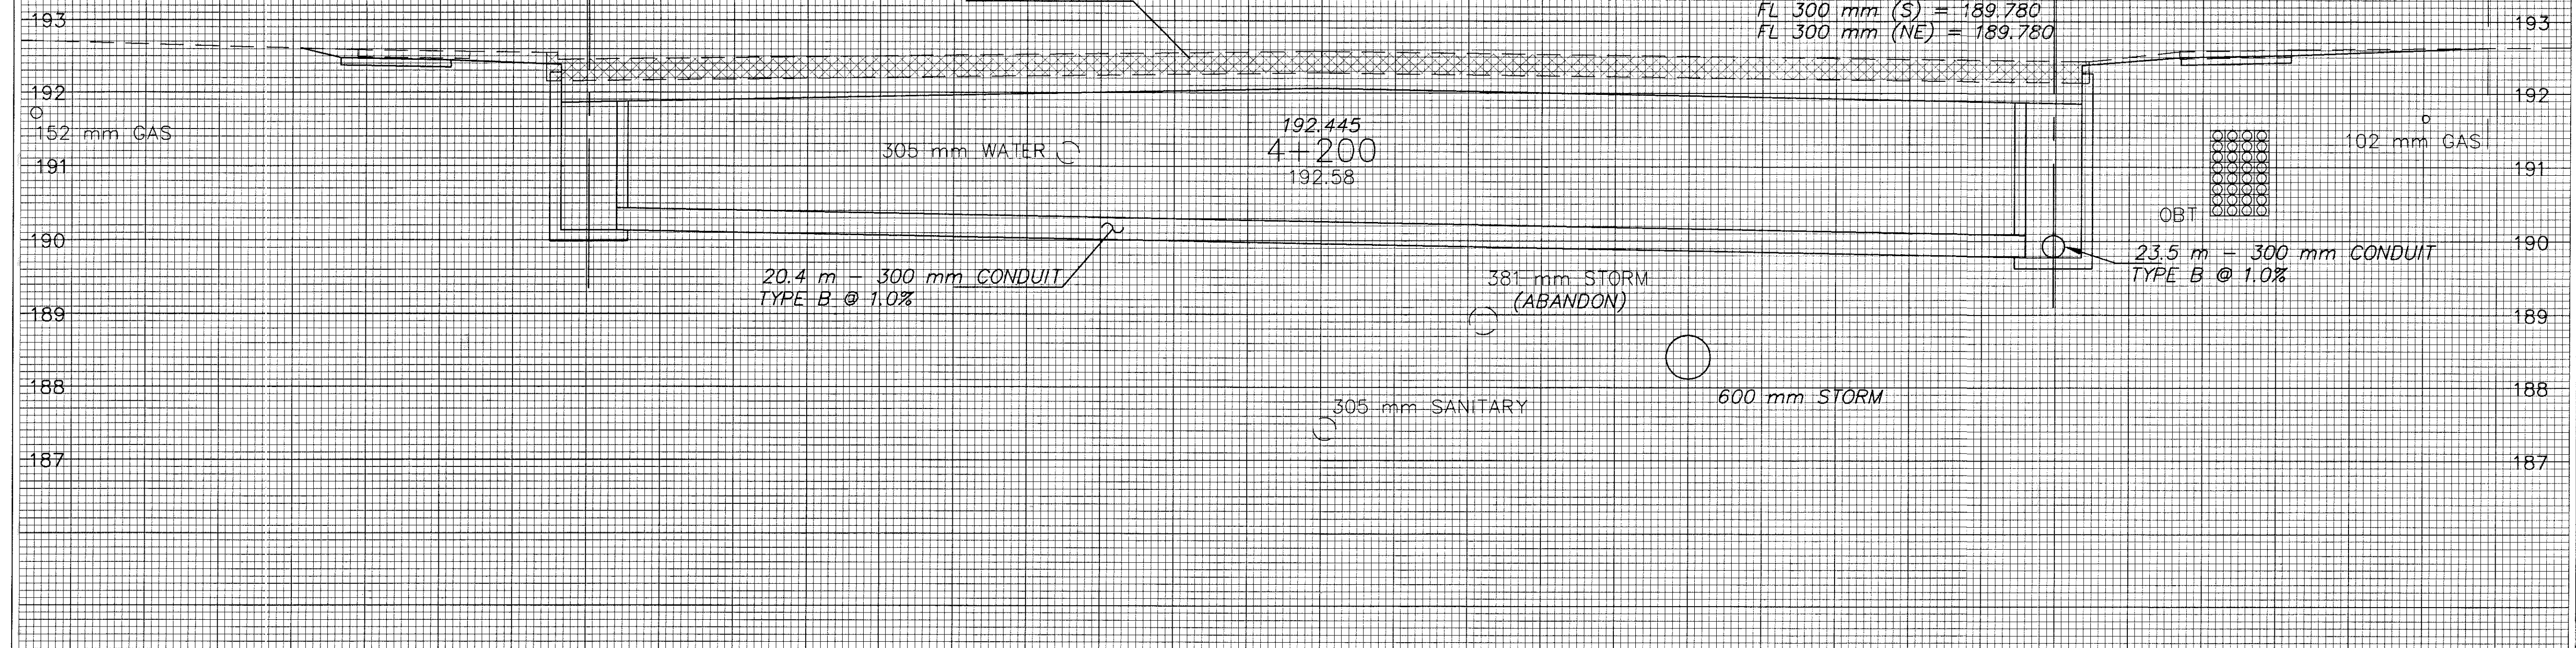 FL 300 mm (S) = 189.780
FL 300 mm (NE) = 189.780
193
193
192
192
152 mm GAS
305 mm WATER
192.445
4+200
192.58
102 mm GAS
191
191
OBT
190
190
20.4 m - 300 mm CONDUIT
TYPE B @ 1.0%
381 mm STORM
(ABANDON)
23.5 m - 300 mm CONDUIT
TYPE B @ 1.0%
189
189
188
188
600 mm STORM
305 mm SANITARY
187
187